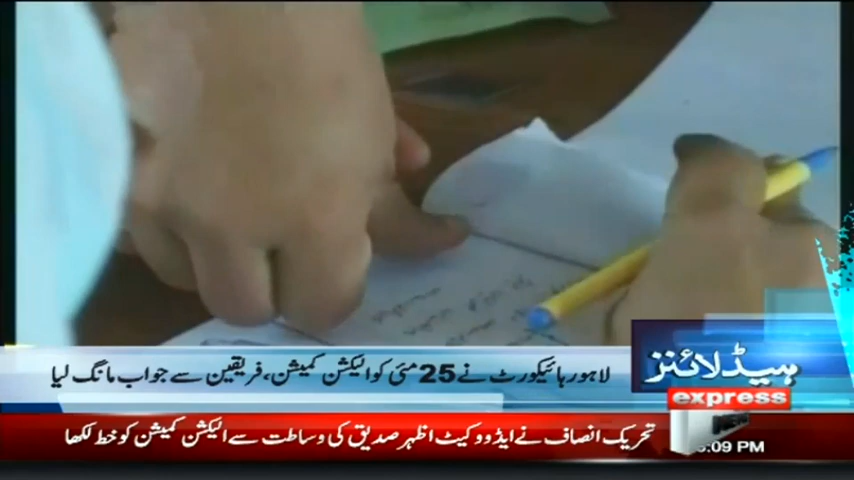 لاہور ہائیکورٹ نے 25 مئی کو الیکشن کمیشن، فریقین سے جواب مانگ لیا
ہیڈلائنز
express
تحریک انصاف نے ایڈووکیٹ اظہر صدیق کی وساطت سے الیکشن کمیشن کو خط لکھا
:09 PM